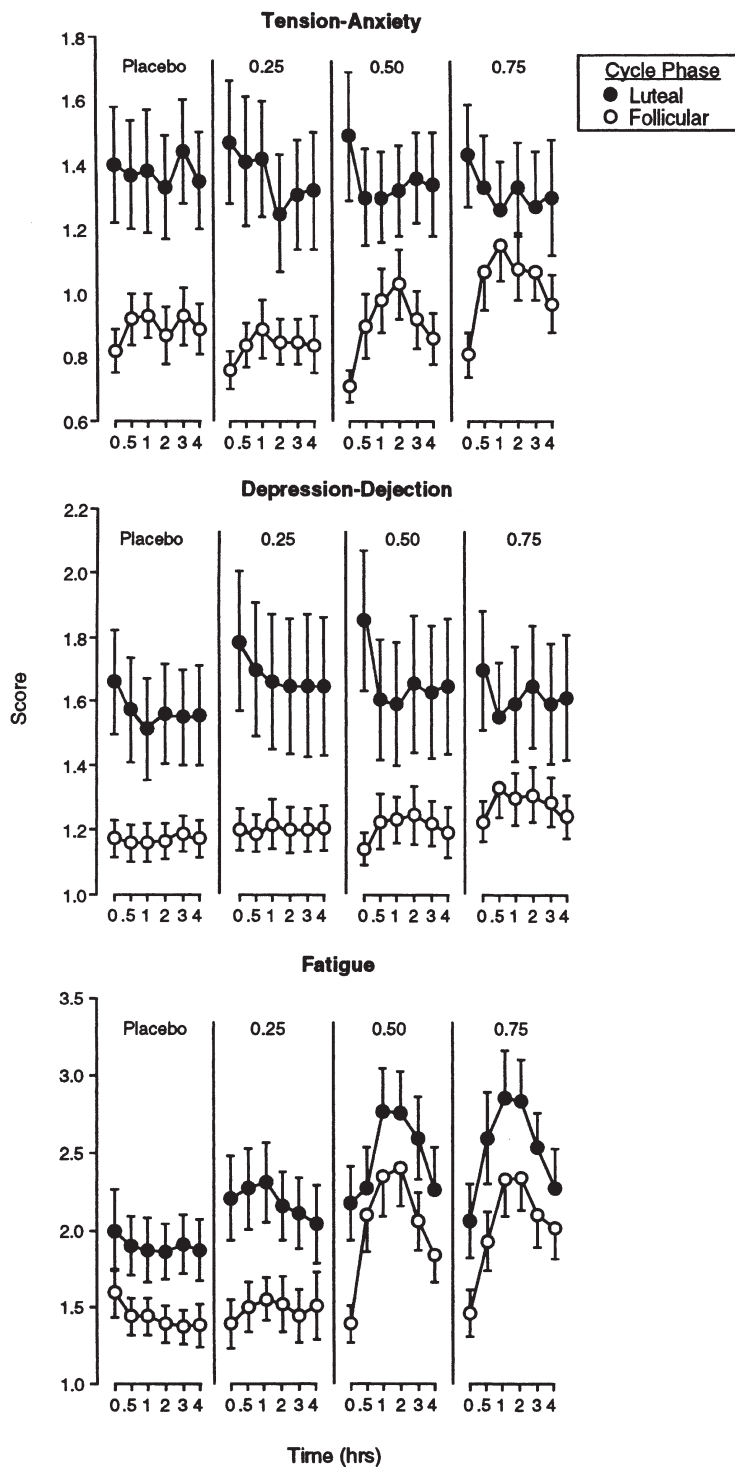 Tension-Anxiety
1.8
1.6
1.4
1.2
1.0
0.8
0.6
Placebo 0.25 0.50 0.75
Cycle Phase
Luteal
Follicular
0 .5 1 2 3 4 0 .5 1 2 3 4 0 .5 1 2 3 4 0 .5 1 2 3 4
Depression-Dejection
2.2
2.0
1.8
1.6
1.4
1.2
1.0
Placebo 0.25 0.50 0.75
Score
0 .5 1 2 3 4 0 .5 1 2 3 4 0 .5 1 2 3 4 0 .5 1 2 3 4
Fatigue
3.5
3.0
2.5
2.0
1.5
1.0
Placebo 0.25 0.50 0.75
0 .5 1 2 3 4 0 .5 1 2 3 4 0 .5 1 2 3 4 0 .5 1 2 3 4
Time (hrs)